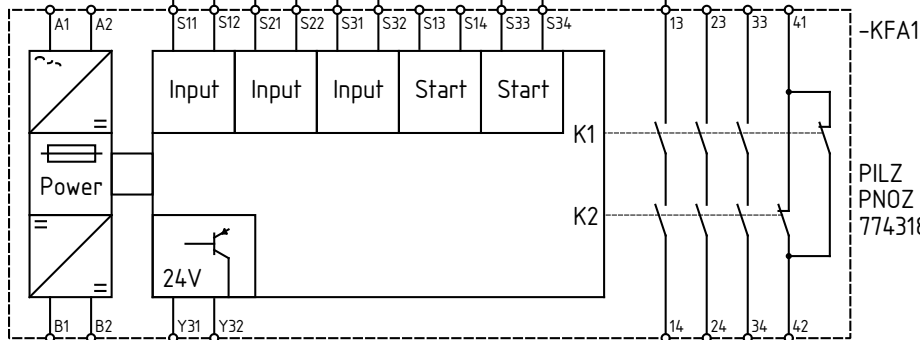 A1 A2 S11 S12 S21 S22 S31 S32 S13 S14 S33 S34 13 23 33 41
-KFA1
Input Input Input Start Start
K1
Power
PILZ
PNOZ
K2
774318
24V
B1 B2 Y31 Y32 14 24 34 42